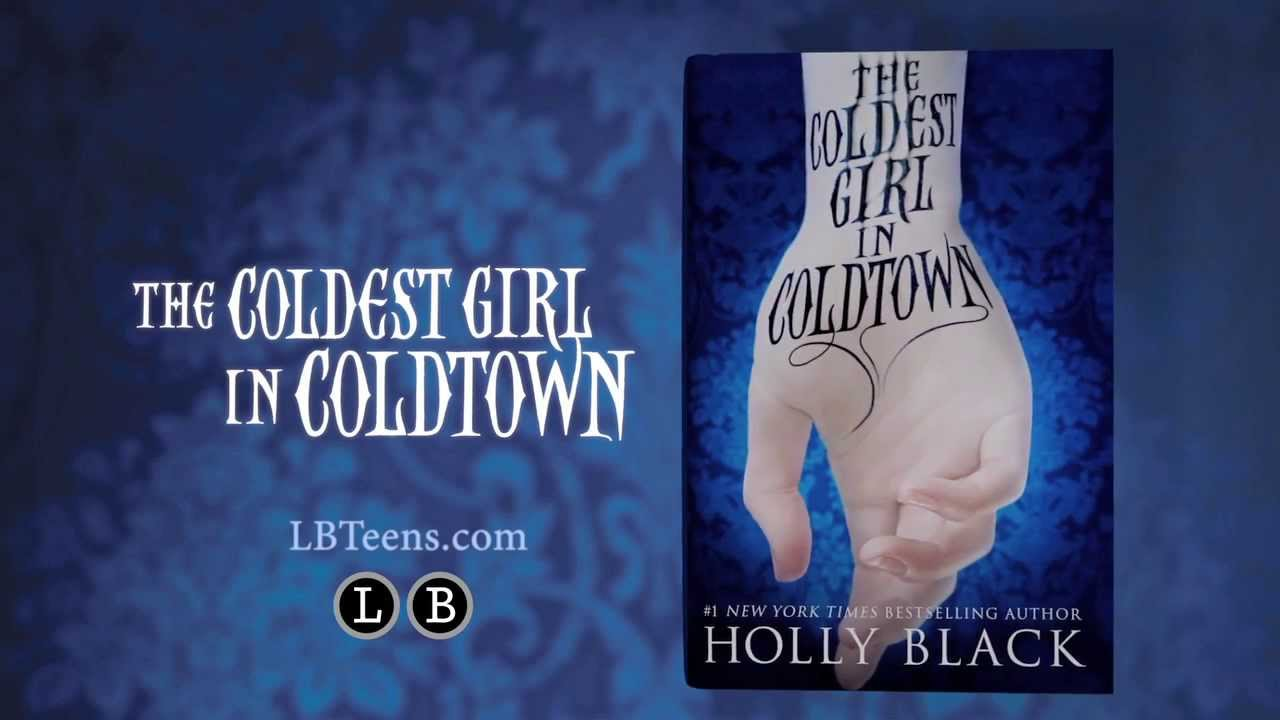 THE COLDEST GIRL
IN COLDTOWN
LBTeens.com
L B
THE
COLDEST
GIRL
IN
COLDTOWN
#1 NEW YORK TIMES BESTSELLING AUTHOR
HOLLY BLACK